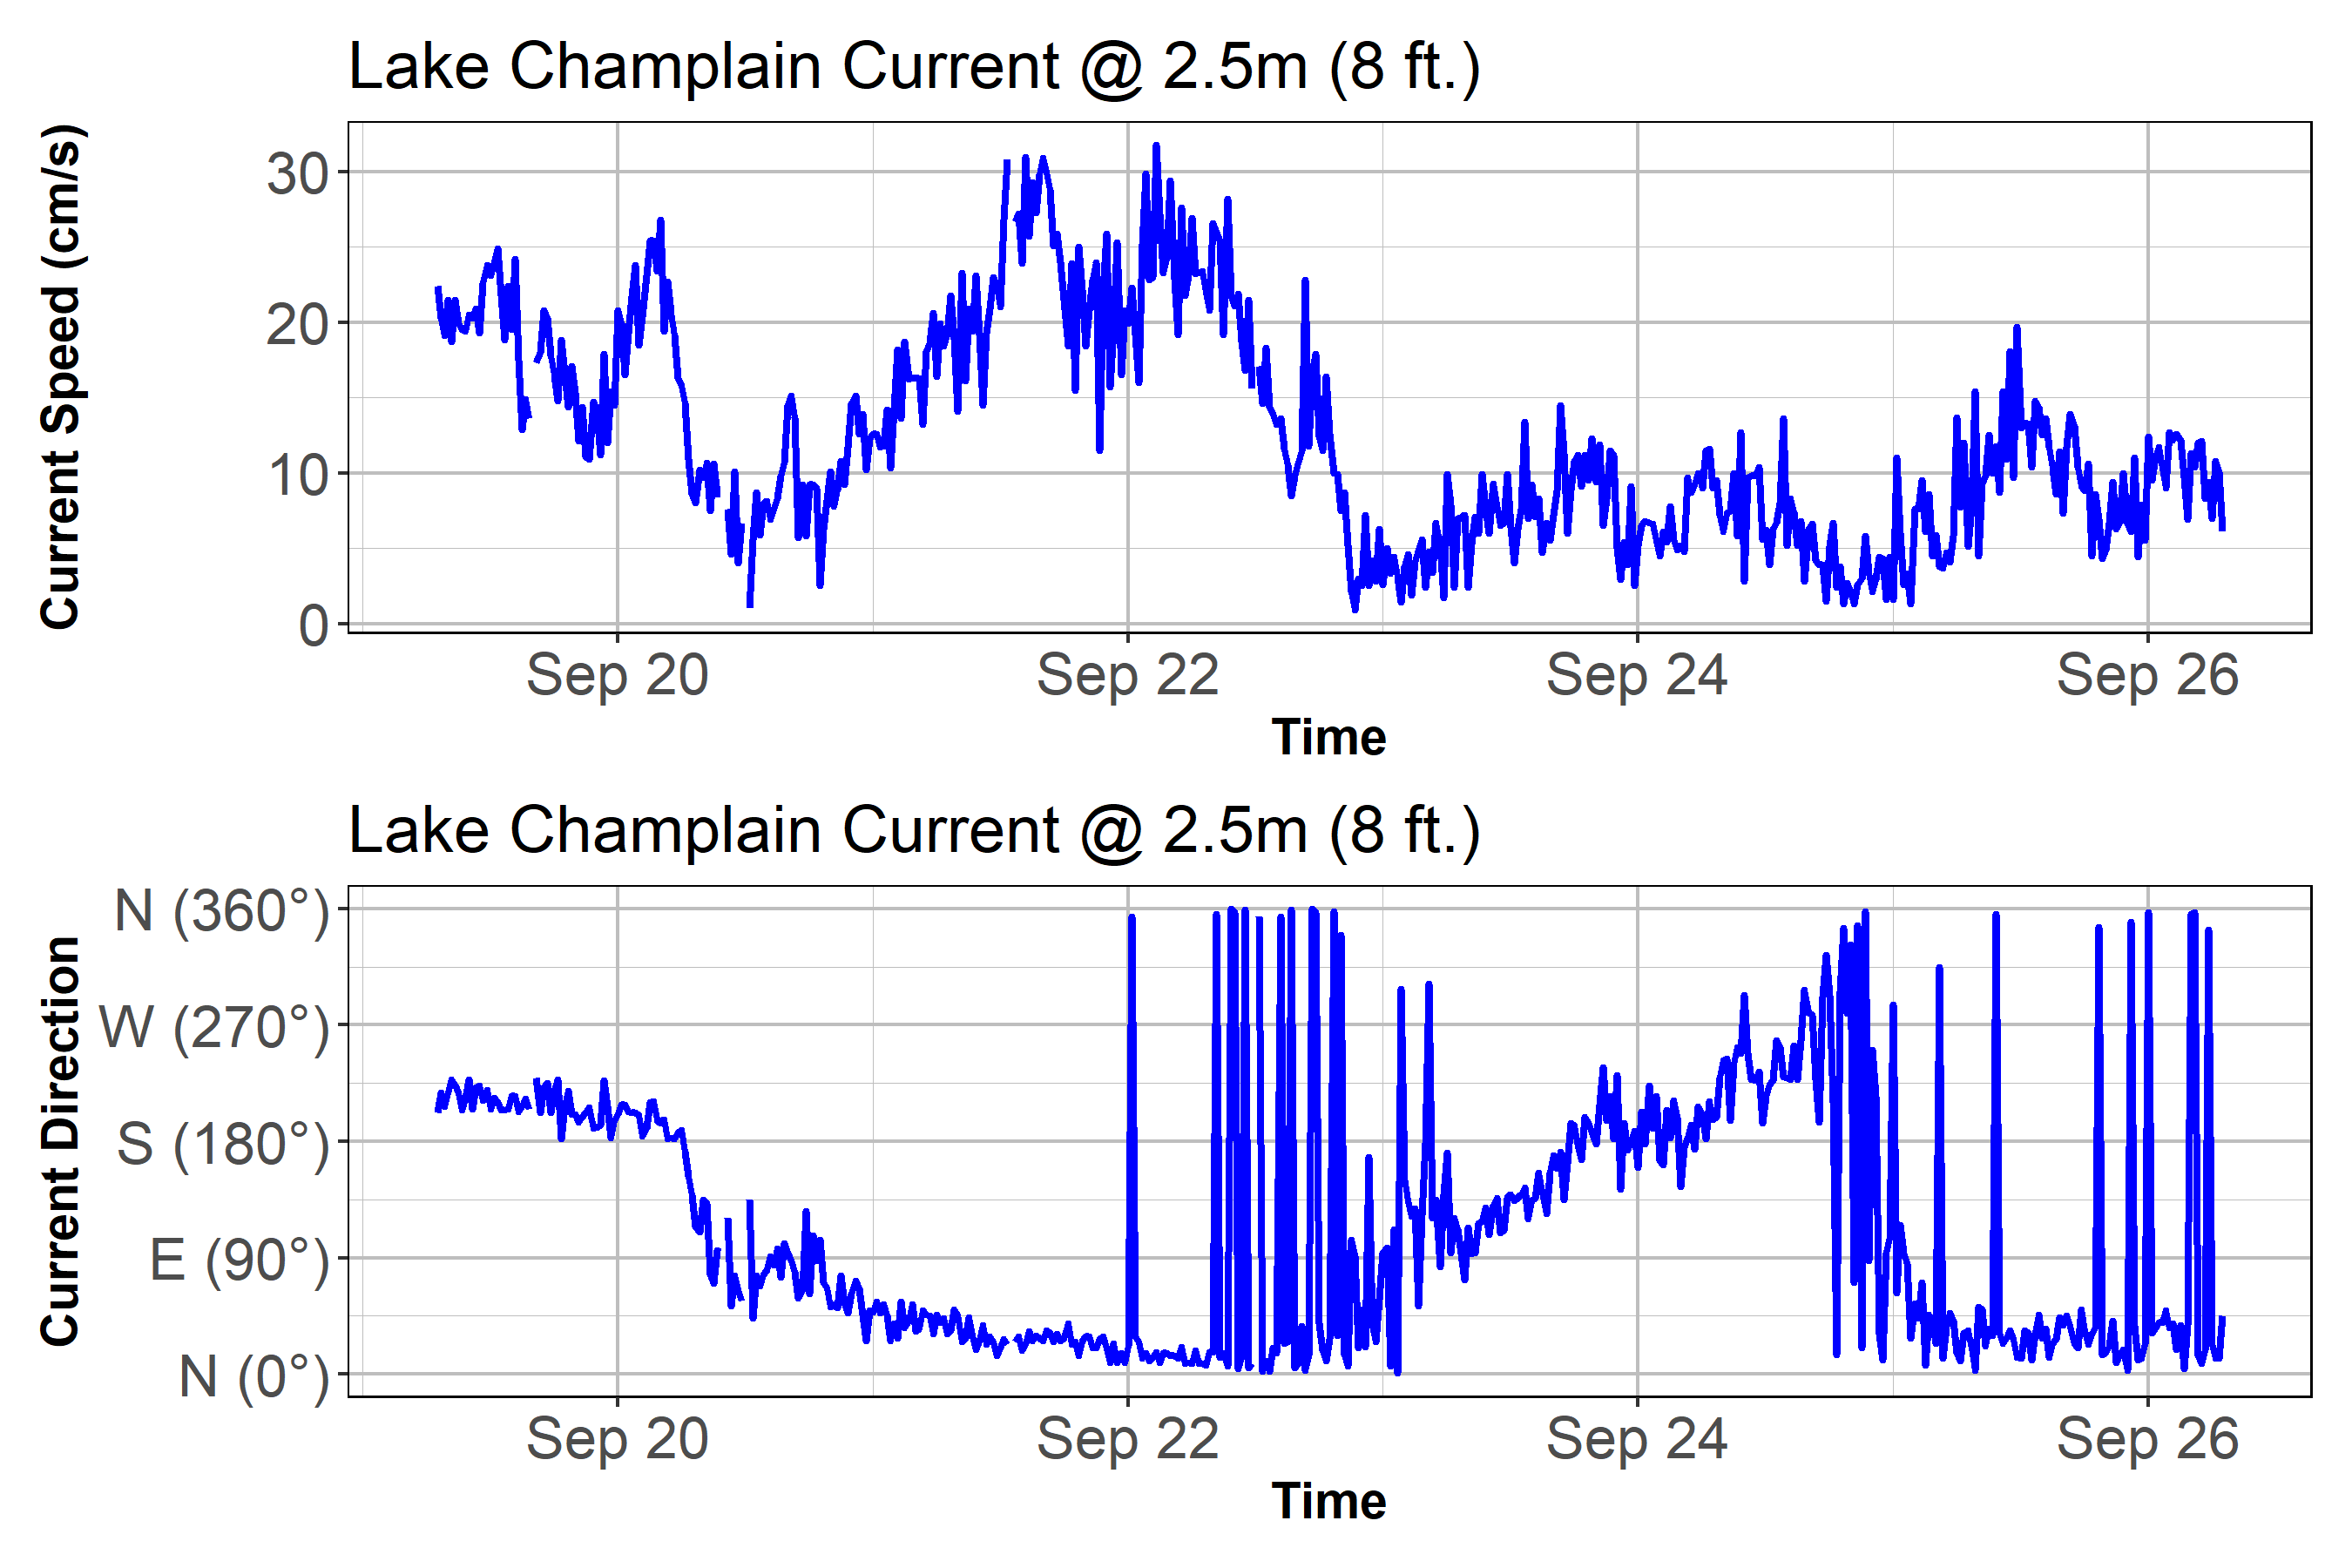 Lake Champlain Current @ 2.5m (8 ft.)
Current Speed (cm/s)
30
20
10
0
Sep 20 Sep 22 Sep 24 Sep 26
Time
Lake Champlain Current @ 2.5m (8 ft.)
Current Direction
N (360°)
W (270°)
S (180°)
E (90°)
N (0°)
Sep 20 Sep 22 Sep 24 Sep 26
Time